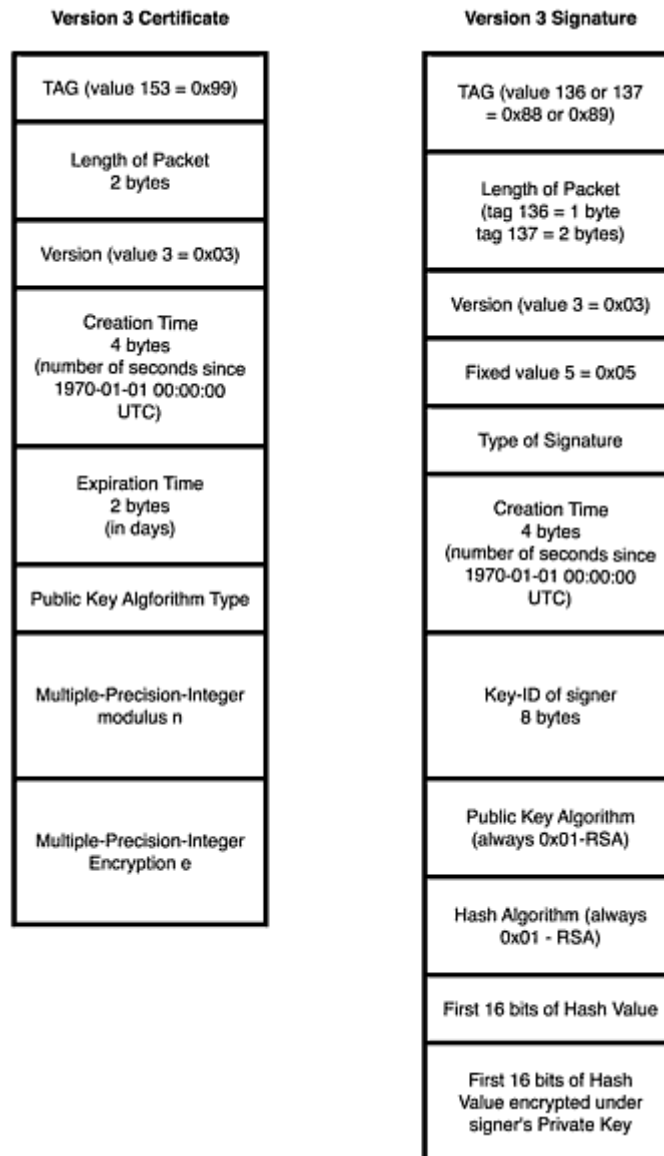 Version 3 Certificate
TAG (value 153 = 0x99)
Length of Packet
2 bytes
Version (value 3 = 0x03)
Creation Time
4 bytes
(number of seconds since
1970-01-01 00:00:00
UTC)
Expiration Time
2 bytes
(in days)
Public Key Algforithm Type
Multiple-Precision-Integer
modulus n
Multiple-Precision-Integer
Encryption e
Version 3 Signature
TAG (value 136 or 137
= 0x88 or 0x89)
Length of Packet
(tag 136 = 1 byte
tag 137 = 2 bytes)
Version (value 3 = 0x03)
Fixed value 5 = 0x05
Type of Signature
Creation Time
4 bytes
(number of seconds since
1970-01-01 00:00:00
UTC)
Key-ID of signer
8 bytes
Public Key Algorithm
(always 0x01-RSA)
Hash Algorithm (always
0x01 - RSA)
First 16 bits of Hash Value
First 16 bits of Hash
Value encrypted under
signer's Private Key